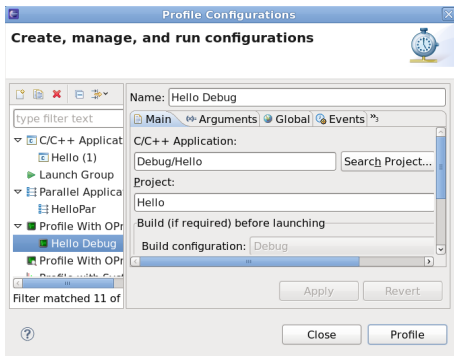 Profile Configurations
Create, manage, and run configurations
type filter text
C/C++ Applicat
Hello (1)
Launch Group
Parallel Applica
HelloPar
Profile With OPr
Hello Debug
Profile With OPr
Filter matched 11 of
Name: Hello Debug
Main Arguments Global Events »3
C/C++ Application:
Debug/Hello Search Project...
Project:
Hello
Build (if required) before launching
Build configuration: Debug
Apply Revert
? Close Profile